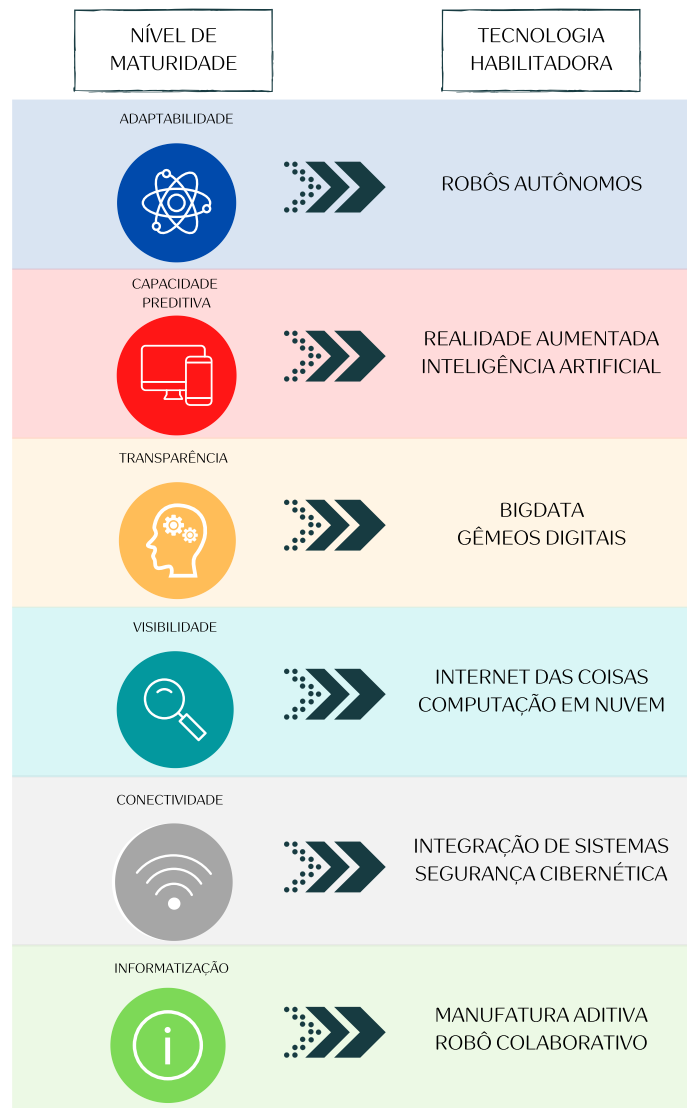 NÍVEL DE
MATURIDADE
TECNOLOGIA
HABILITADORA
ADAPTABILIDADE
ROBÔS AUTÔNOMOS
CAPACIDADE
PREDITIVA
REALIDADE AUMENTADA
INTELIGÊNCIA ARTIFICIAL
TRANSPARÊNCIA
BIGDATA
GÊMEOS DIGITAIS
VISIBILIDADE
INTERNET DAS COISAS
COMPUTAÇÃO EM NUVEM
CONECTIVIDADE
INTEGRAÇÃO DE SISTEMAS
SEGURANÇA CIBERNÉTICA
INFORMATIZAÇÃO
MANUFATURA ADITIVA
ROBÔ COLABORATIVO